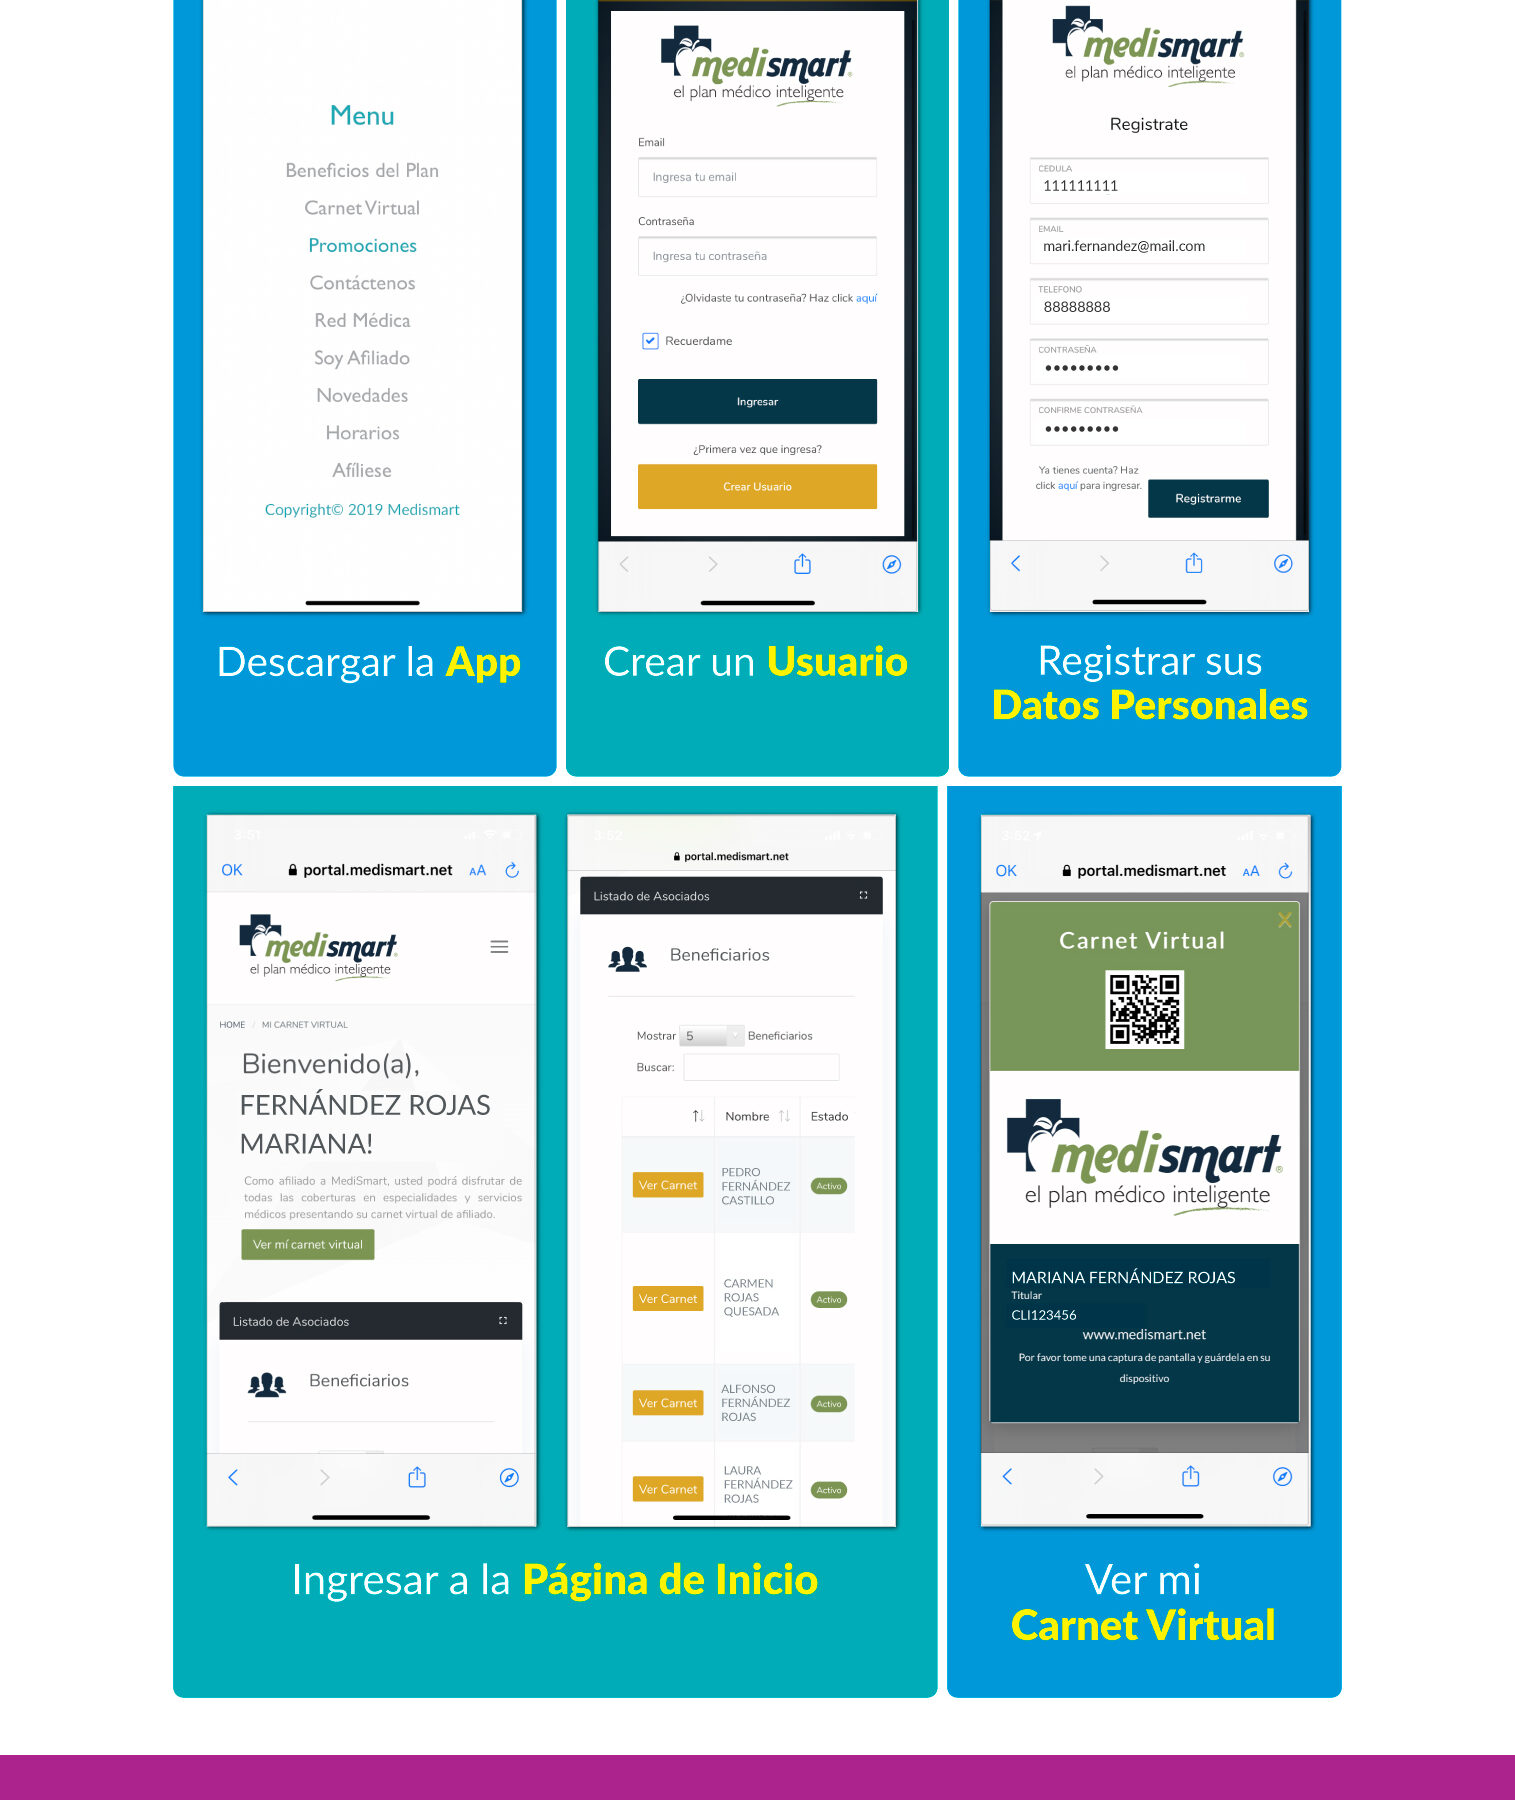 Menu
Beneficios del Plan
Carnet Virtual
Promociones
Contáctenos
Red Médica
Soy Afiliado
Novedades
Horarios
Afíliese
Copyright© 2019 Medismart
Descargar la App
medismart®
el plan médico inteligente
Email
Ingresa tu email
Contraseña
Ingresa tu contraseña
¿Olvidaste tu contraseña? Haz click aquí
Recuerdame
Ingresar
¿Primera vez que ingresa?
Crear Usuario
Crear un Usuario
medismart®
el plan médico inteligente
Registrate
CEDULA
111111111
EMAIL
mari.fernandez@mail.com
TELEFONO
88888888
CONTRASEÑA
•••••••••
CONFIRME CONTRASEÑA
•••••••••
Ya tienes cuenta? Haz
click aquí para ingresar.
Registrarme
Registrar sus
Datos Personales
3:51
OK portal.medismart.net AA
medismart
el plan médico inteligente
HOME / MI CARNET VIRTUAL
Bienvenido(a),
FERNÁNDEZ ROJAS
MARIANA!
Como afiliado a MediSmart, usted podrá disfrutar de
todas las coberturas en especialidades y servicios
médicos presentando su carnet virtual de afiliado.
Ver mí carnet virtual
Listado de Asociados
Beneficiarios
3:52
portal.medismart.net
Listado de Asociados
Beneficiarios
Mostrar 5 Beneficiarios
Buscar:
Nombre Estado
Ver Carnet PEDRO FERNÁNDEZ CASTILLO Activo
Ver Carnet CARMEN ROJAS QUESADA Activo
Ver Carnet ALFONSO FERNÁNDEZ ROJAS Activo
Ver Carnet LAURA FERNÁNDEZ ROJAS Activo
Ingresar a la Página de Inicio
3:52
OK portal.medismart.net AA
Carnet Virtual
X
medismart®
el plan médico inteligente
MARIANA FERNÁNDEZ ROJAS
Titular
CLI123456
www.medismart.net
Por favor tome una captura de pantalla y guárdela en su
dispositivo
Ver mi
Carnet Virtual